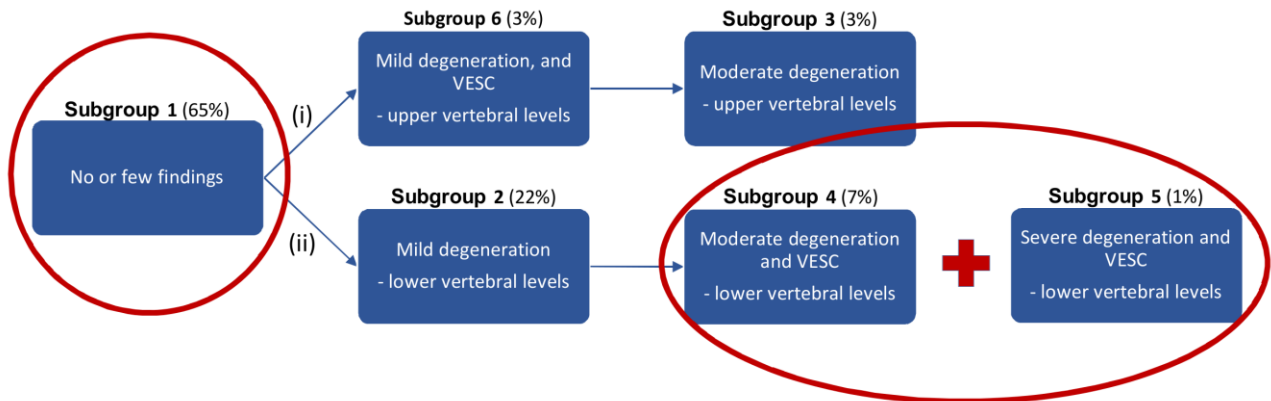 Subgroup 6 (3%)
Mild degeneration, and
VESC
- upper vertebral levels
Subgroup 3 (3%)
Moderate degeneration
- upper vertebral levels
Subgroup 1 (65%)
No or few findings
(i)
(ii)
Subgroup 2 (22%)
Mild degeneration
- lower vertebral levels
Subgroup 4 (7%)
Moderate degeneration
and VESC
- lower vertebral levels
Subgroup 5 (1%)
Severe degeneration and
VESC
- lower vertebral levels